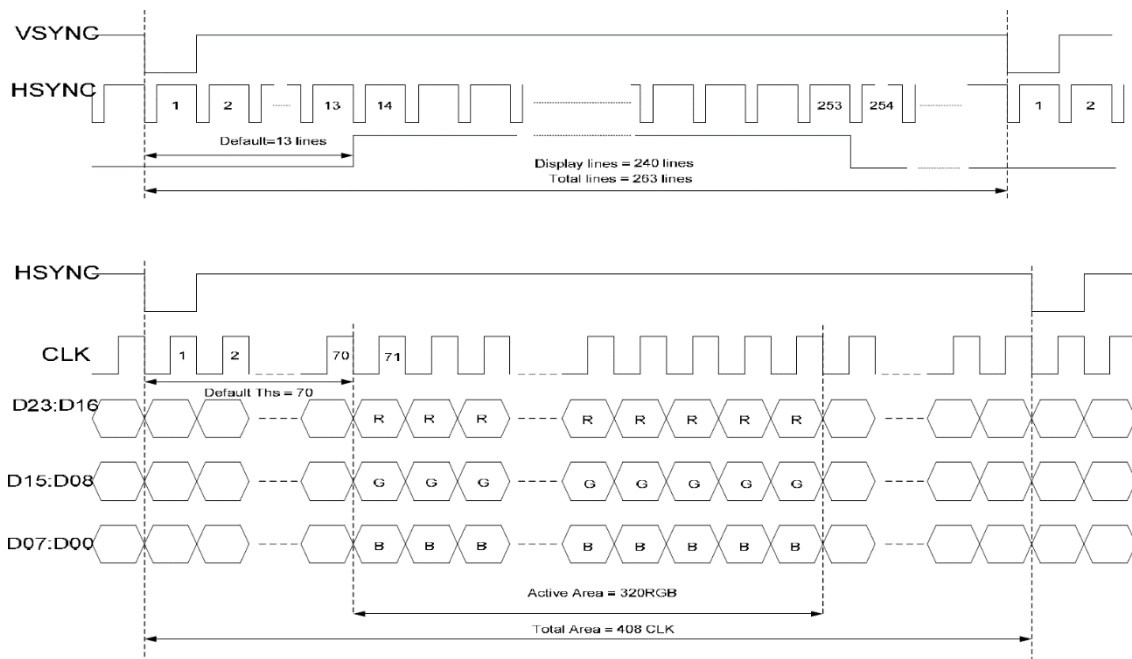 VSYNC
HSYNC 1 2 13 14 253 254 1 2
Default=13 lines
Display lines = 240 lines
Total lines = 263 lines
HSYNC
CLK 1 2 70 71
Default Ths = 70
D23:D16 R R R R R R R R
D15:D08 G G G G G G G G
D07:D00 B B B B B B B B
Active Area = 320RGB
Total Area = 408 CLK